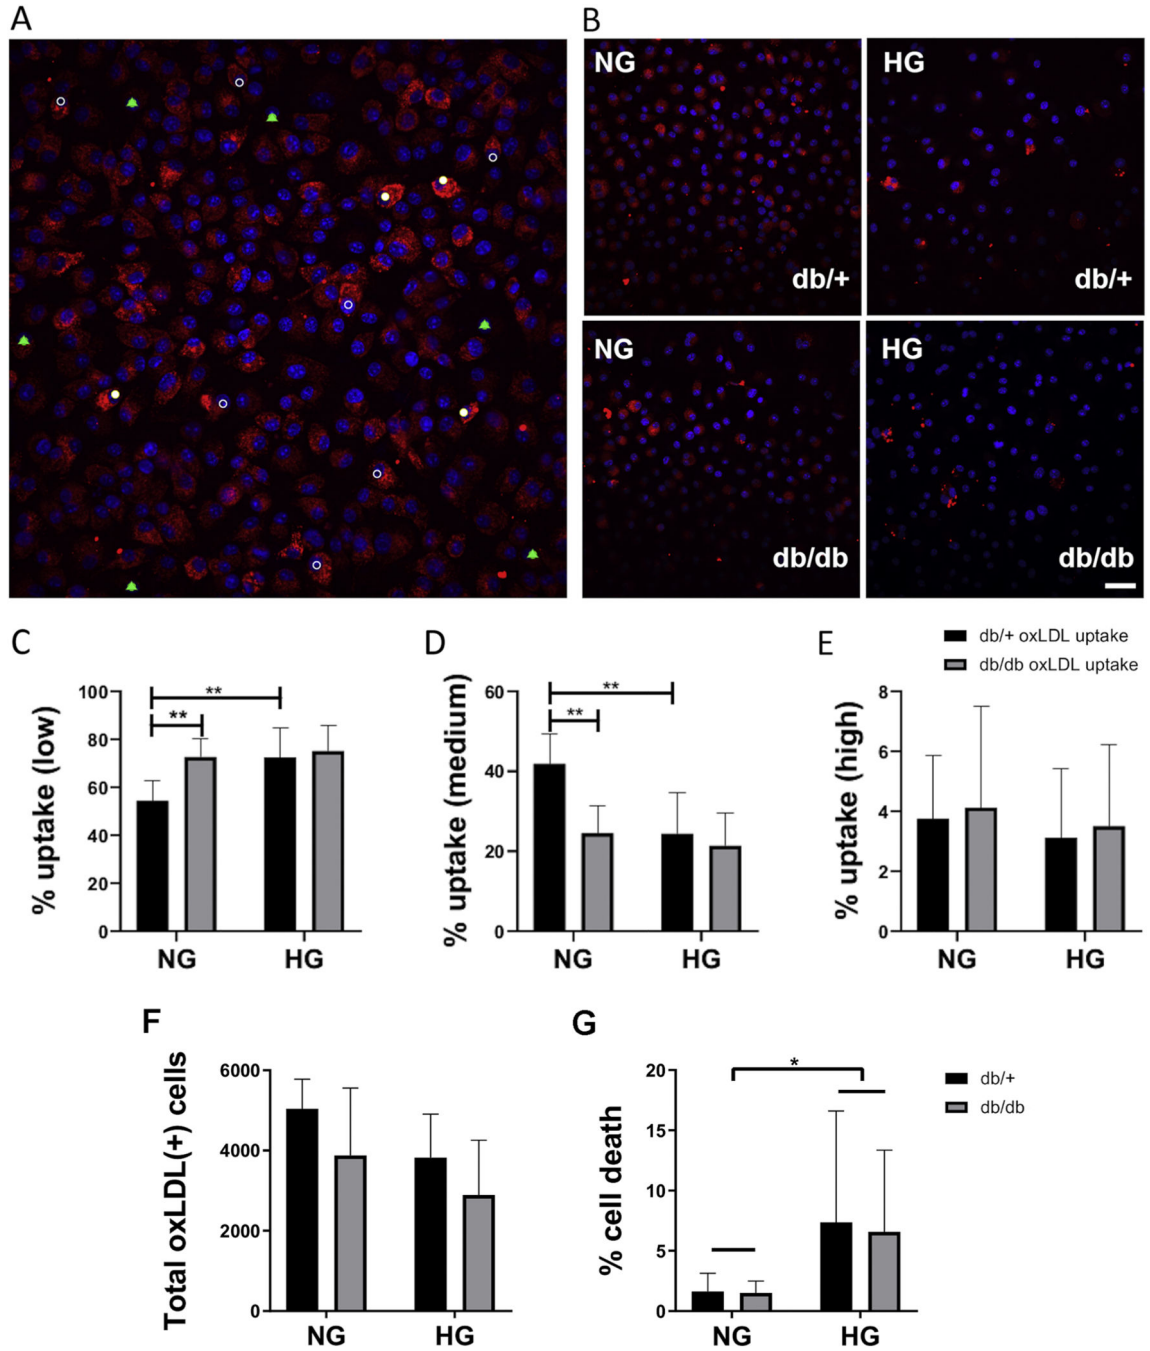 A
B
NG
HG
db/+
db/+
NG
HG
db/db
db/db
C
D
E
db/+ oxLDL uptake
db/db oxLDL uptake
% uptake (low)
100
80
60
40
20
0
**
**
NG
HG
% uptake (medium)
60
40
20
0
**
**
NG
HG
% uptake (high)
8
6
4
2
0
NG
HG
F
G
Total oxLDL(+) cells
6000
4000
2000
0
NG
HG
% cell death
20
15
10
5
0
*
NG
HG
db/+
db/db